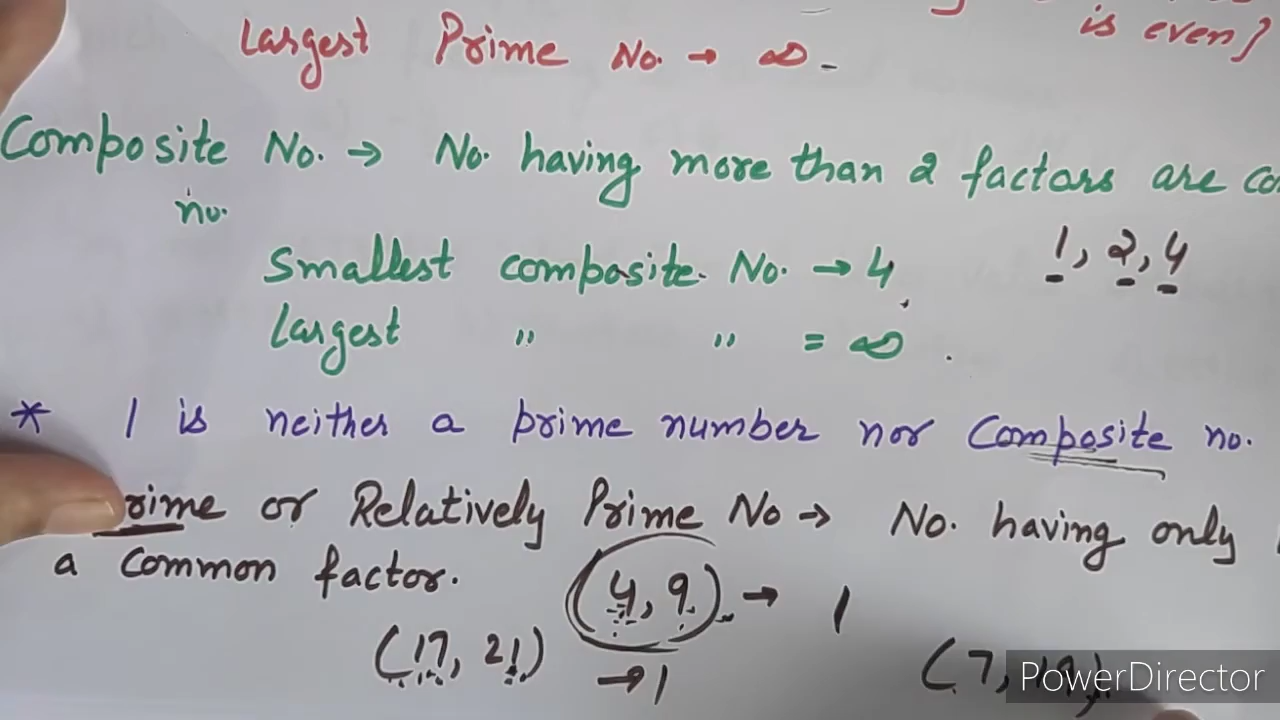 is even]
Largest Prime No. → ∞
Composite No. → No. having more than 2 factors are co
no.
1, 2, 4
Smallest composite No. → 4
Largest " " = ∞
* 1 is neither a prime number nor Composite no.
rime or Relatively Prime No → No. having only
a common factor.
(4, 9) → 1
(17, 21) → 1
(7, 19)
PowerDirector